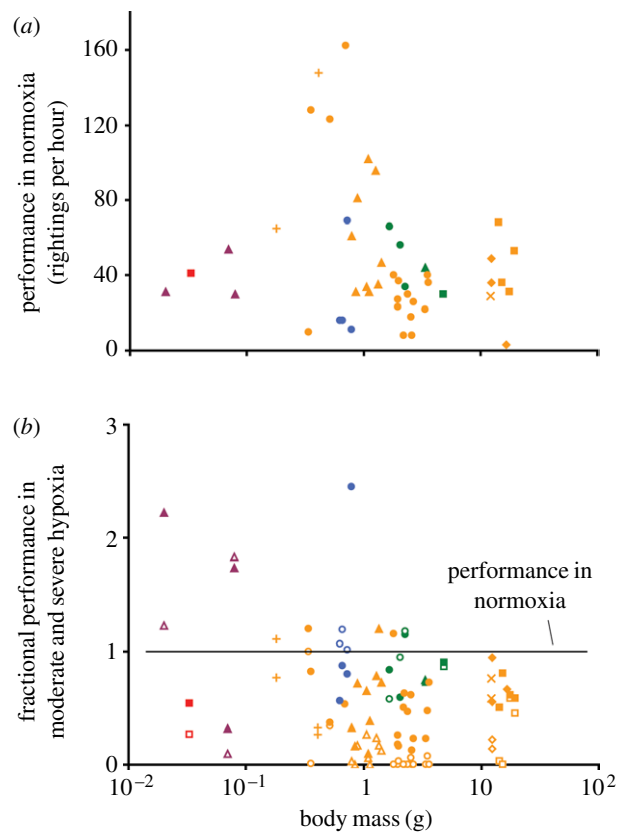 (a)
performance in normoxia
(rightings per hour)
160
120
80
40
0
(b)
fractional performance in
moderate and severe hypoxia
3
2
1
0
performance in
normoxia
10⁻² 10⁻¹ 1 10 10²
body mass (g)